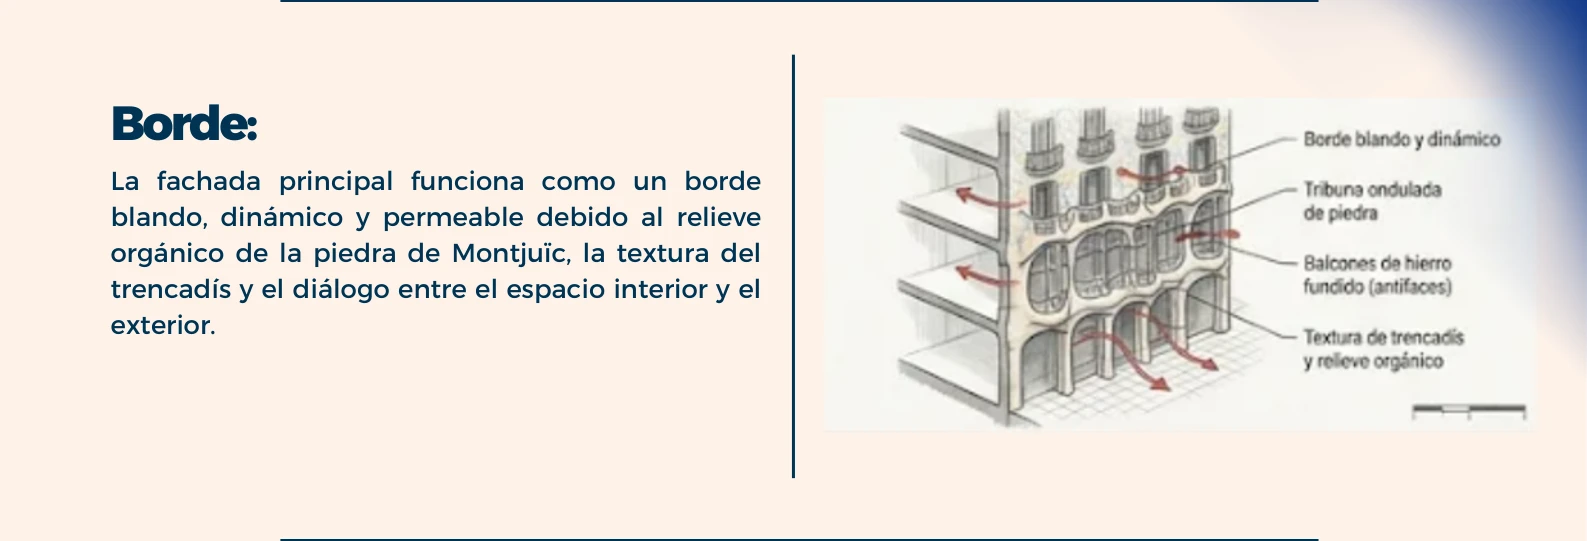 Borde:
La fachada principal funciona como un borde
blando, dinámico y permeable debido al relieve
orgánico de la piedra de Montjuïc, la textura del
trencadís y el diálogo entre el espacio interior y el
exterior.
Borde blando y dinámico
Tribuna ondulada
de piedra
Balcones de hierro
fundido (antifaces)
Textura de trencadís
y relieve orgánico